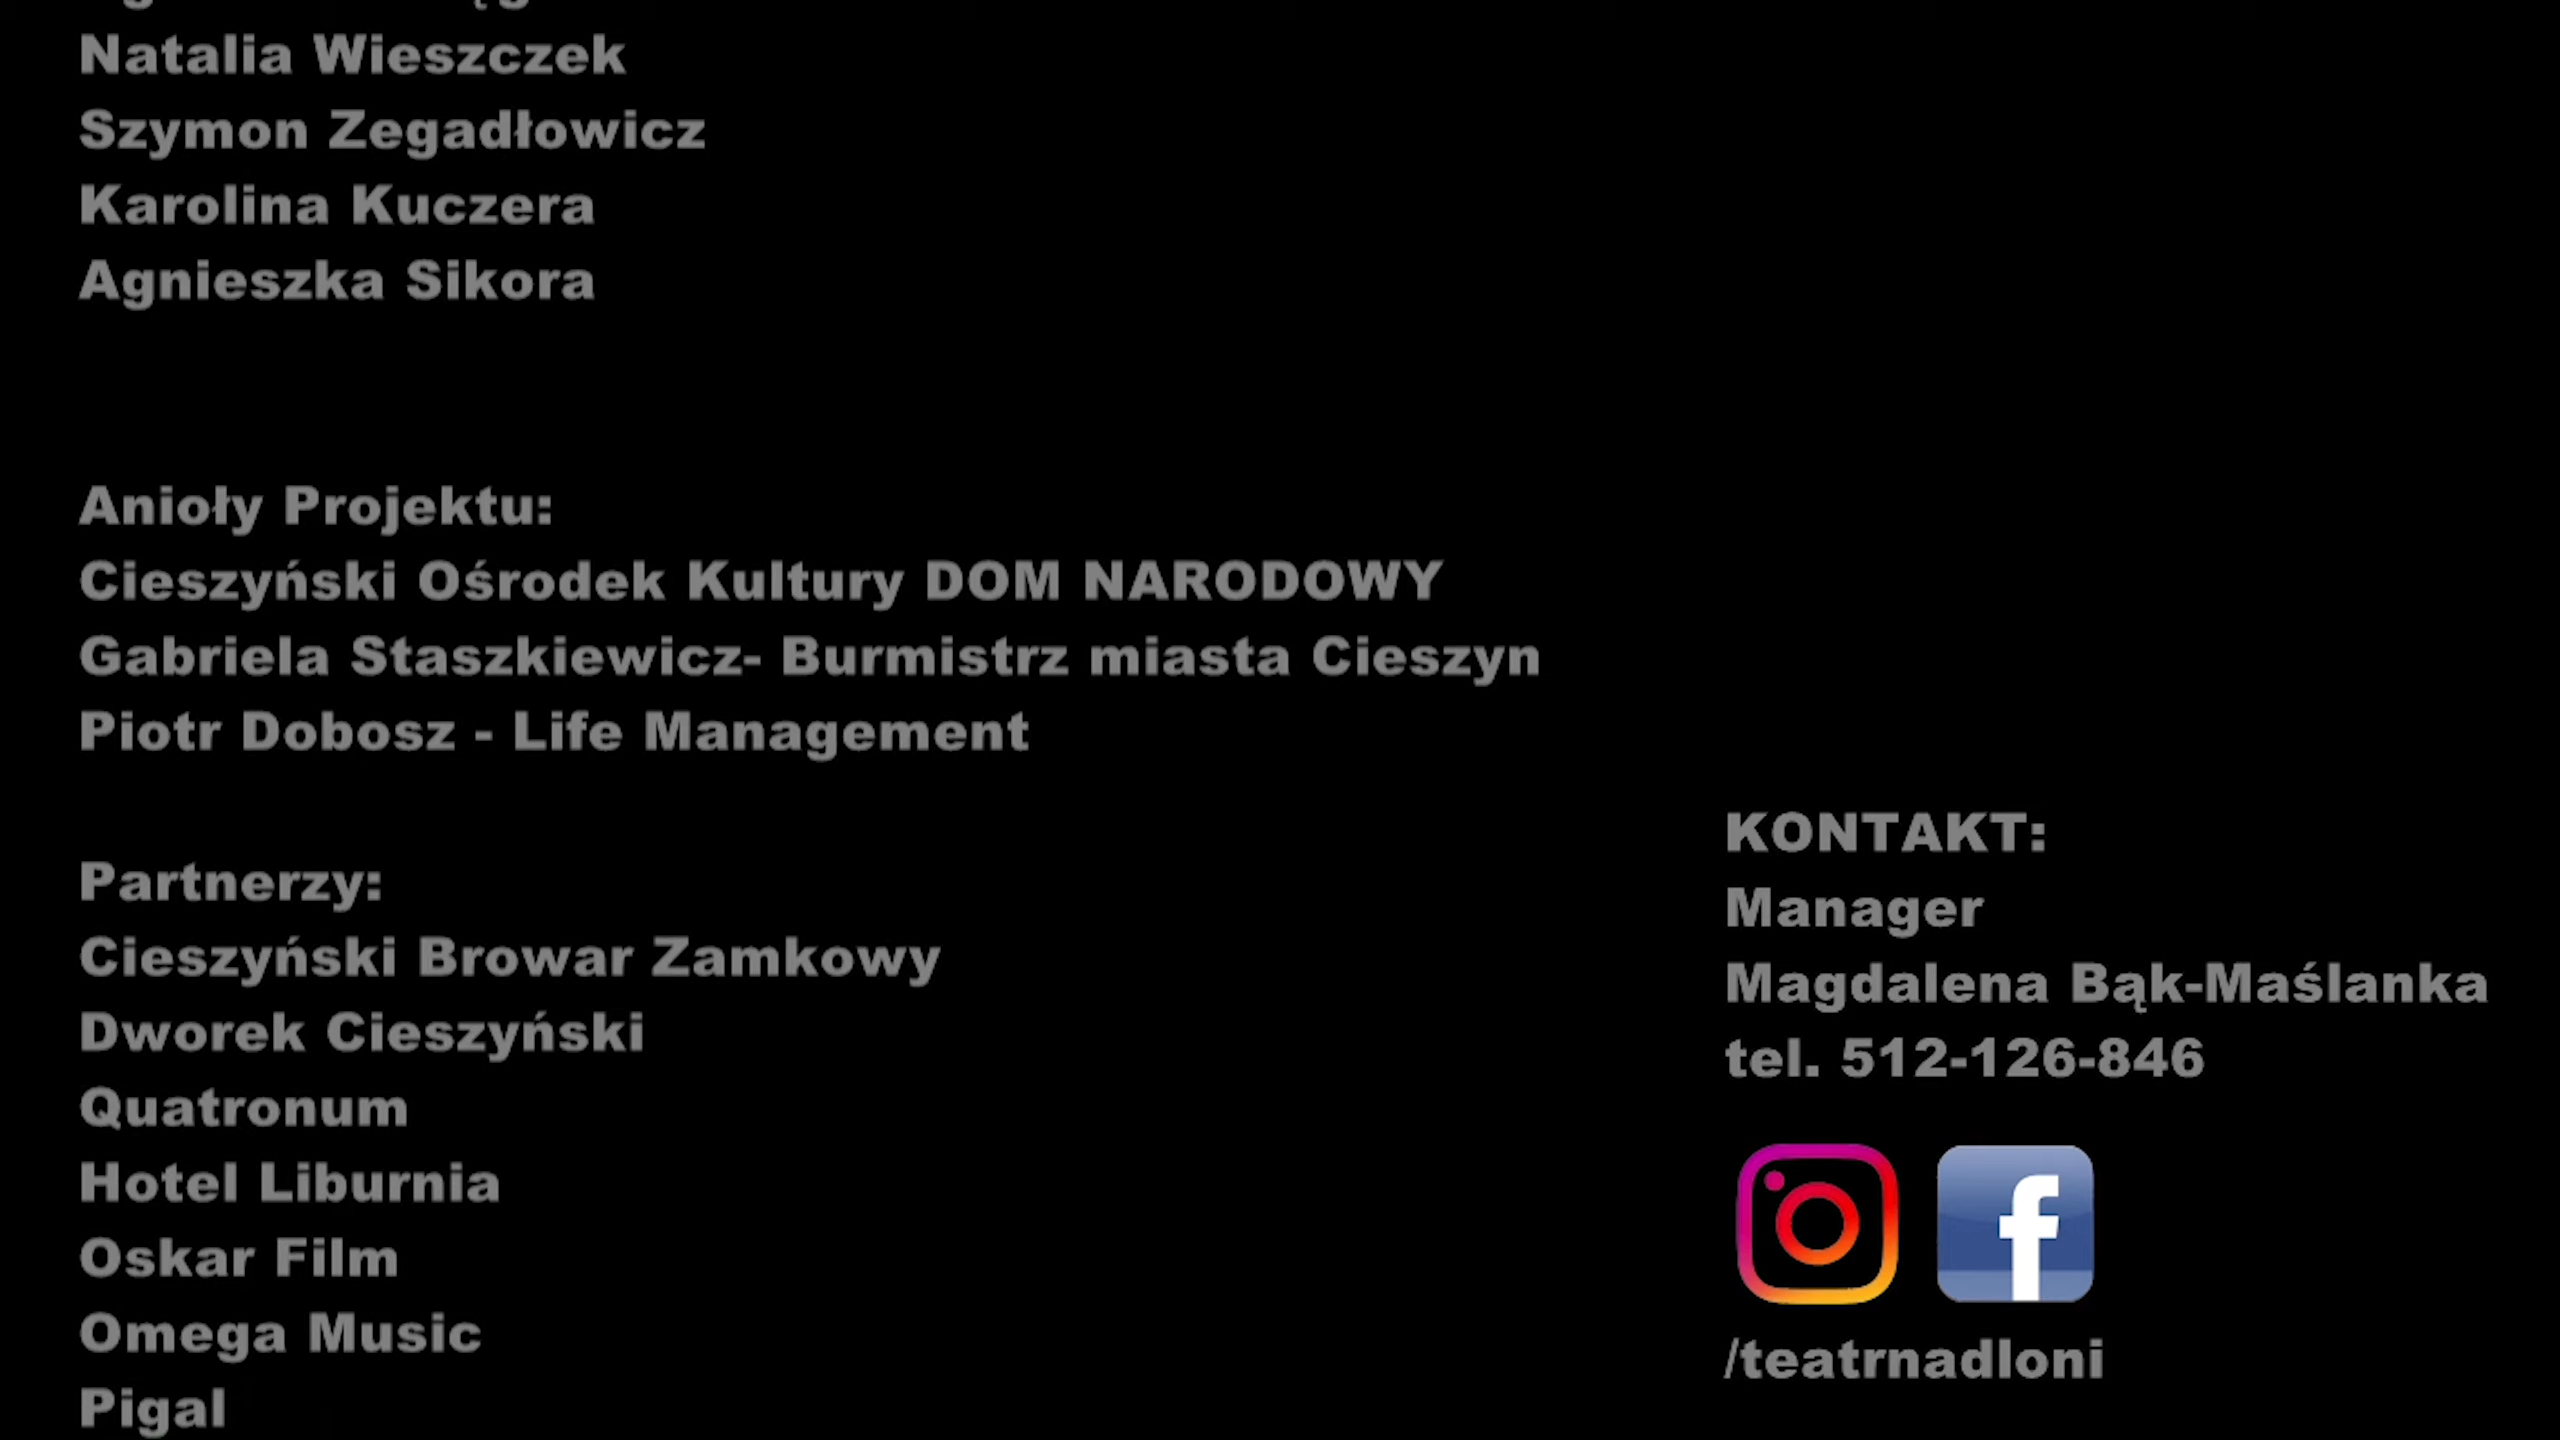 Natalia Wieszczek
Szymon Zegadłowicz
Karolina Kuczera
Agnieszka Sikora
Anioły Projektu:
Cieszyński Ośrodek Kultury DOM NARODOWY
Gabriela Staszkiewicz- Burmistrz miasta Cieszyn
Piotr Dobosz - Life Management
Partnerzy:
Cieszyński Browar Zamkowy
Dworek Cieszyński
Quatronum
Hotel Liburnia
Oskar Film
Omega Music
Pigal
KONTAKT:
Manager
Magdalena Bąk-Maślanka
tel. 512-126-846
/teatrnadloni